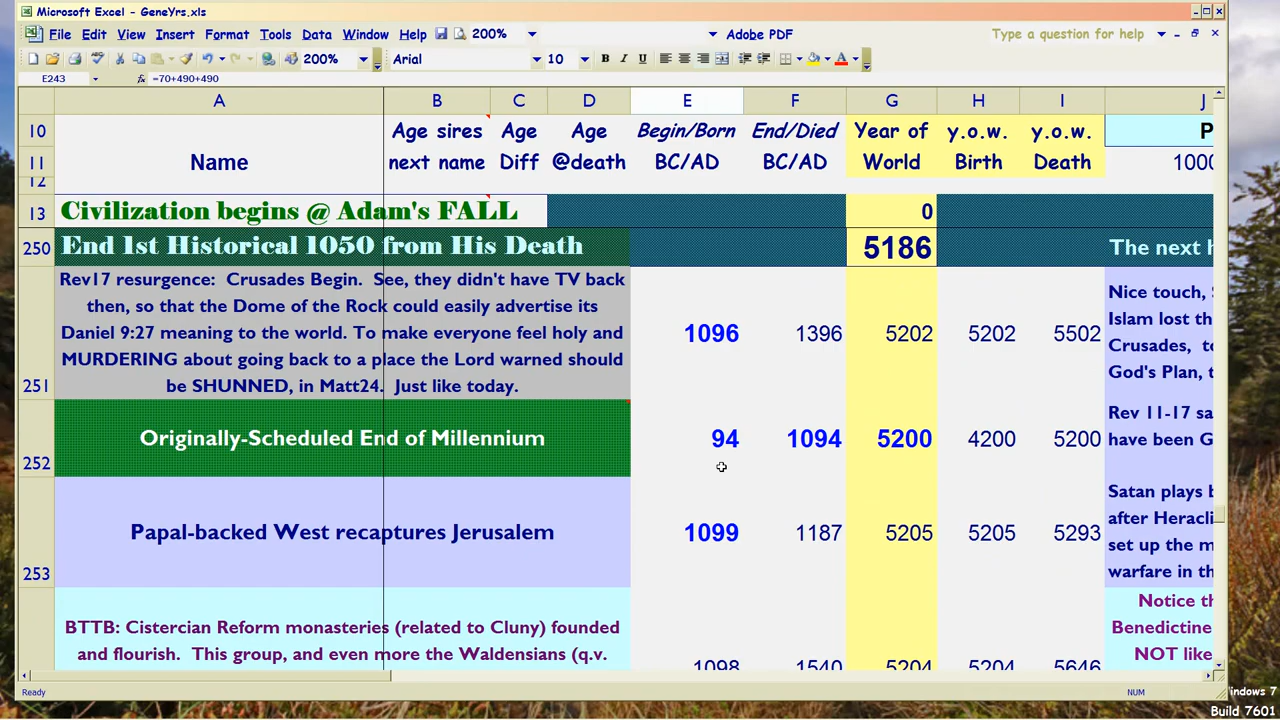 Microsoft Excel - GeneYrs.xls
File Edit View Insert Format Tools Data Window Help 200% Adobe PDF Type a question for help
200% Arial 10 B I U A
E243 fx =70+490+490
A B C D E F G H I J
10 Age sires Age Age Begin/Born End/Died Year of y.o.w. y.o.w. P
11 Name next name Diff @death BC/AD BC/AD World Birth Death 1000
12
13 Civilization begins @ Adam's FALL 0
250 End 1st Historical 1050 from His Death 5186 The next h
Rev17 resurgence: Crusades Begin. See, they didn't have TV back
then, so that the Dome of the Rock could easily advertise its
Daniel 9:27 meaning to the world. To make everyone feel holy and
MURDERING about going back to a place the Lord warned should
be SHUNNED, in Matt24. Just like today.
251 1096 1396 5202 5202 5502
Nice touch,
Islam lost th
Crusades, to
God's Plan, t
252 Originally-Scheduled End of Millennium 94 1094 5200 4200 5200
Rev 11-17 sa
have been G
253 Papal-backed West recaptures Jerusalem 1099 1187 5205 5205 5293
Satan plays b
after Heracli
set up the m
warfare in th
BTTB: Cistercian Reform monasteries (related to Cluny) founded
and flourish. This group, and even more the Waldensians (q.v.
1098 1540 5204 5204 5646
Notice th
Benedictine
NOT like
Ready NUM
indows 7
Build 7601